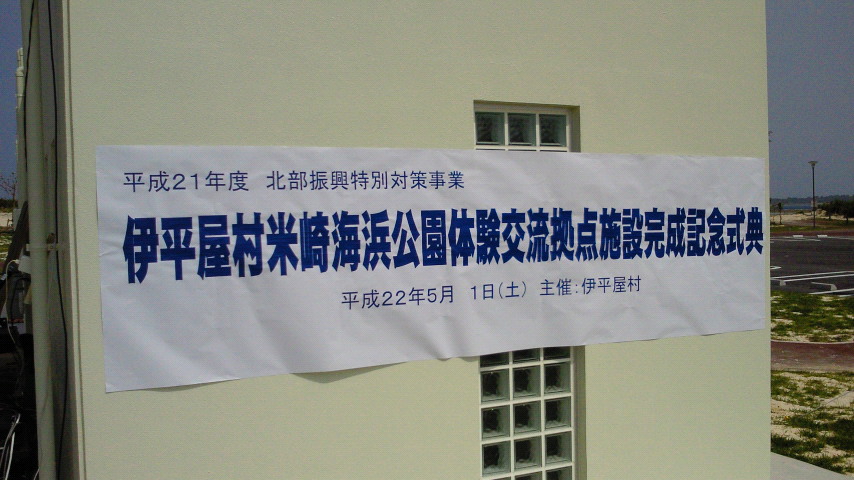 平成21年度 北部振興特別対策事業
伊平屋村米崎海浜公園体験交流拠点施設完成記念式典
平成22年5月 1日(土) 主催:伊平屋村